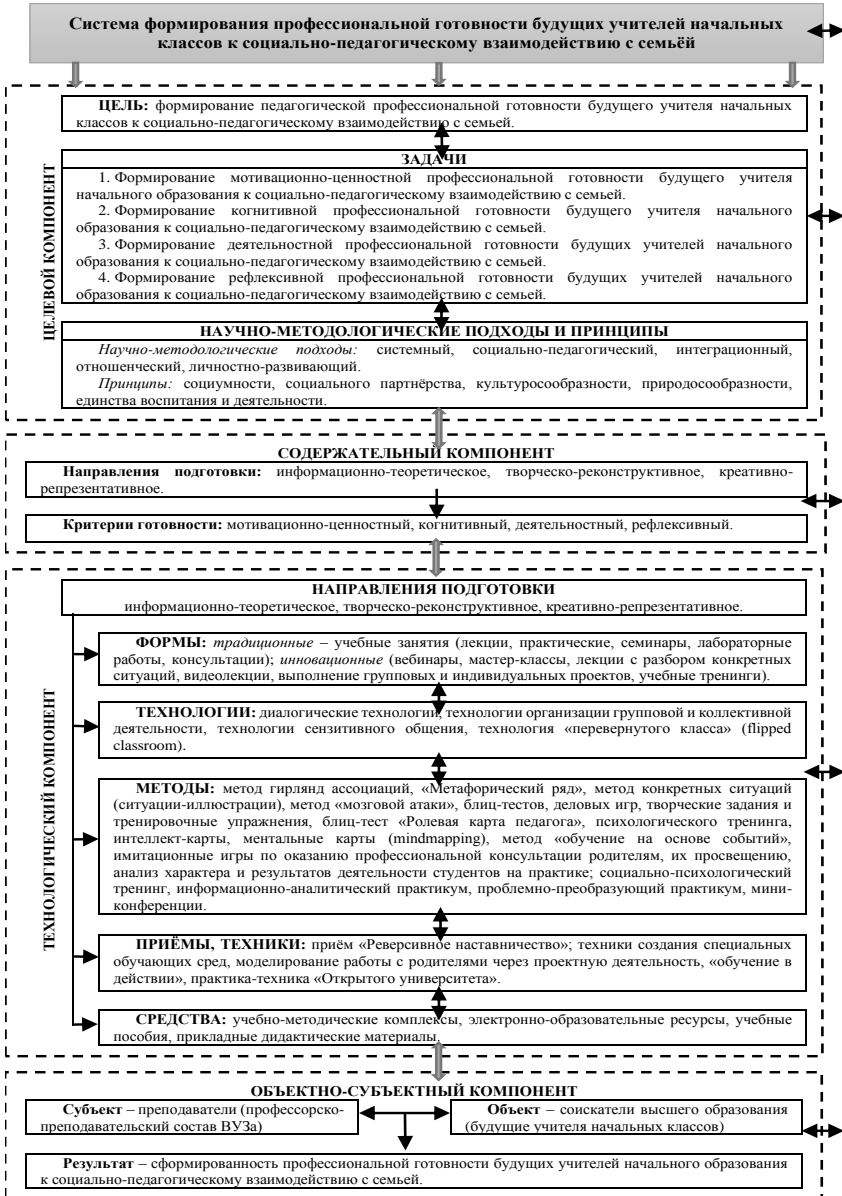 Система формирования профессиональной готовности будущих учителей начальных
классов к социально-педагогическому взаимодействию с семьёй
ЦЕЛЕВОЙ КОМПОНЕНТ
ЦЕЛЬ: формирование педагогической профессиональной готовности будущего учителя начальных
классов к социально-педагогическому взаимодействию с семьей.
ЗАДАЧИ
1. Формирование мотивационно-ценностной профессиональной готовности будущего учителя
начального образования к социально-педагогическому взаимодействию с семьей.
2. Формирование когнитивной профессиональной готовности будущего учителя начального
образования к социально-педагогическому взаимодействию с семьей.
3. Формирование деятельностной профессиональной готовности будущих учителей начального
образования к социально-педагогическому взаимодействию с семьей.
4. Формирование рефлексивной профессиональной готовности будущих учителей начального
образования к социально-педагогическому взаимодействию с семьей.
НАУЧНО-МЕТОДОЛОГИЧЕСКИЕ ПОДХОДЫ И ПРИНЦИПЫ
Научно-методологические подходы: системный, социально-педагогический, интеграционный,
отношенческий, личностно-развивающий.
Принципы: социумности, социального партнёрства, культуросообразности, природосообразности,
единства воспитания и деятельности.
СОДЕРЖАТЕЛЬНЫЙ КОМПОНЕНТ
Направления подготовки: информационно-теоретическое, творческо-реконструктивное, креативно-
репрезентативное.
Критерии готовности: мотивационно-ценностный, когнитивный, деятельностный, рефлексивный.
ТЕХНОЛОГИЧЕСКИЙ КОМПОНЕНТ
НАПРАВЛЕНИЯ ПОДГОТОВКИ
информационно-теоретическое, творческо-реконструктивное, креативно-репрезентативное.
ФОРМЫ: традиционные – учебные занятия (лекции, практические, семинары, лабораторные
работы, консультации); инновационные (вебинары, мастер-классы, лекции с разбором конкретных
ситуаций, видеолекции, выполнение групповых и индивидуальных проектов, учебные тренинги).
ТЕХНОЛОГИИ: диалогические технологии, технологии организации групповой и коллективной
деятельности, технологии сензитивного общения, технология «перевернутого класса» (flipped
classroom).
МЕТОДЫ: метод гирлянд ассоциаций, «Метафорический ряд», метод конкретных ситуаций
(ситуации-иллюстрации), метод «мозговой атаки», блиц-тестов, деловых игр, творческие задания и
тренировочные упражнения, блиц-тест «Ролевая карта педагога», психологического тренинга,
интеллект-карты, ментальные карты (mindmapping), метод «обучение на основе событий»,
имитационные игры по оказанию профессиональной консультации родителям, их просвещению,
анализ характера и результатов деятельности студентов на практике; социально-психологический
тренинг, информационно-аналитический практикум, проблемно-преобразующий практикум, мини-
конференции.
ПРИЁМЫ, ТЕХНИКИ: приём «Реверсивное наставничество»; техники создания специальных
обучающих сред, моделирование работы с родителями через проектную деятельность, «обучение в
действии», практика-техника «Открытого университета».
СРЕДСТВА: учебно-методические комплексы, электронно-образовательные ресурсы, учебные
пособия, прикладные дидактические материалы.
ОБЪЕКТНО-СУБЪЕКТНЫЙ КОМПОНЕНТ
Субъект – преподаватели (профессорско-
преподавательский состав ВУЗа)
Объект – соискатели высшего образования
(будущие учителя начальных классов)
Результат – сформированность профессиональной готовности будущих учителей начального образования
к социально-педагогическому взаимодействию с семьей.